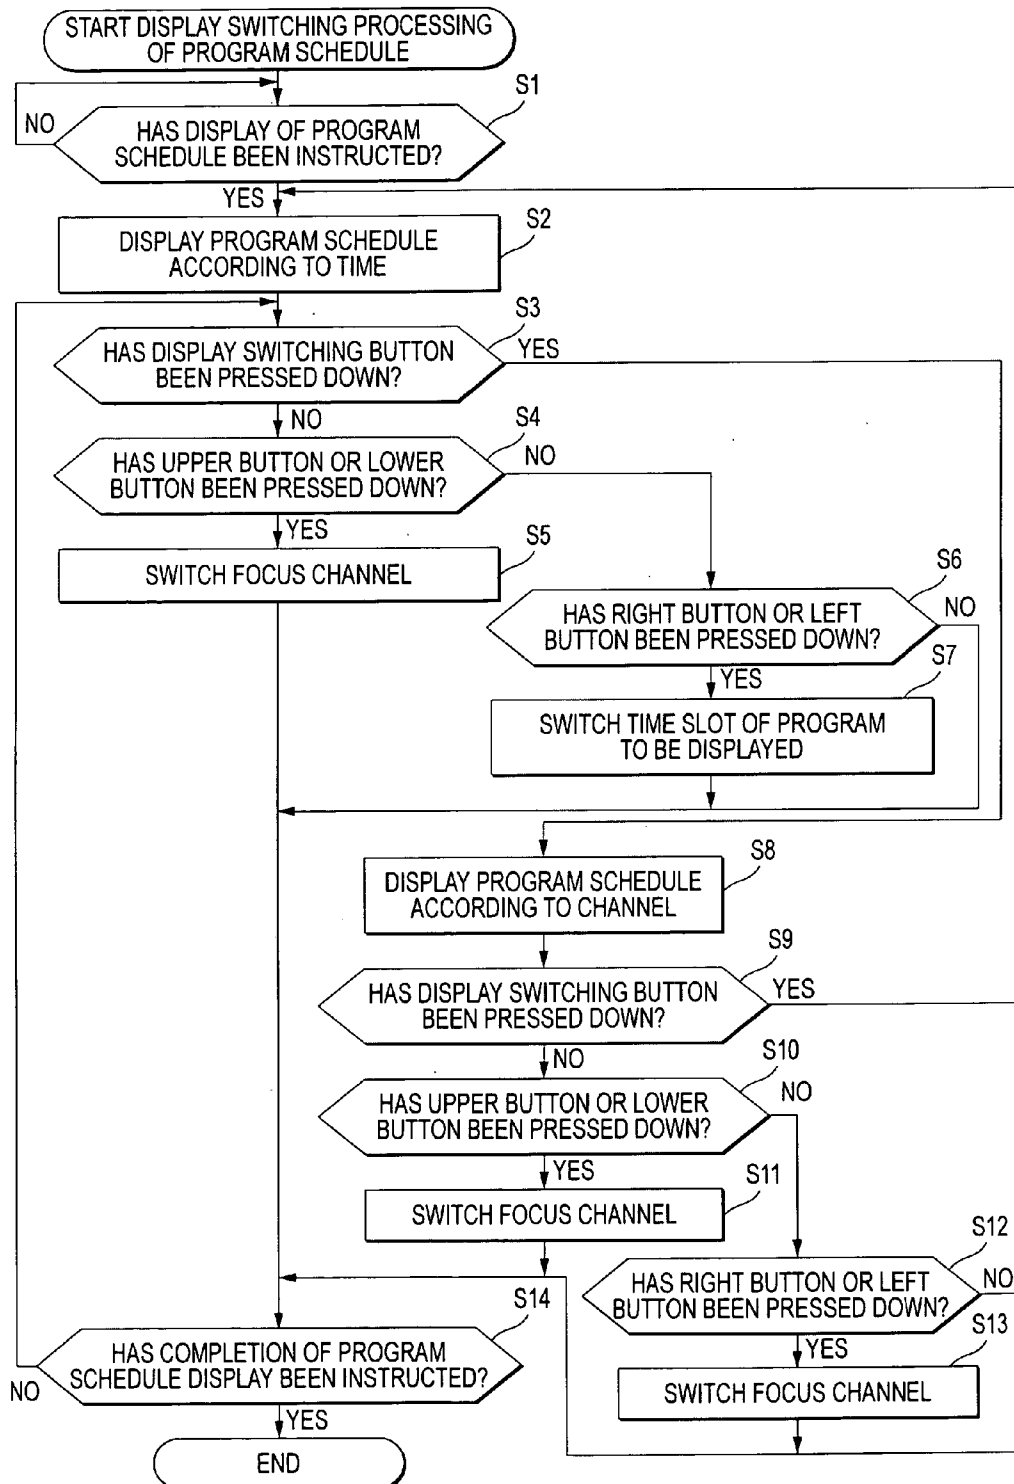 START DISPLAY SWITCHING PROCESSING
OF PROGRAM SCHEDULE
S1
NO
HAS DISPLAY OF PROGRAM
SCHEDULE BEEN INSTRUCTED?
YES
S2
DISPLAY PROGRAM SCHEDULE
ACCORDING TO TIME
S3
HAS DISPLAY SWITCHING BUTTON
BEEN PRESSED DOWN?
YES
NO
S4
HAS UPPER BUTTON OR LOWER
BUTTON BEEN PRESSED DOWN?
NO
YES
S5
SWITCH FOCUS CHANNEL
S6
HAS RIGHT BUTTON OR LEFT
BUTTON BEEN PRESSED DOWN?
NO
YES
S7
SWITCH TIME SLOT OF PROGRAM
TO BE DISPLAYED
S8
DISPLAY PROGRAM SCHEDULE
ACCORDING TO CHANNEL
S9
HAS DISPLAY SWITCHING BUTTON
BEEN PRESSED DOWN?
YES
NO
S10
HAS UPPER BUTTON OR LOWER
BUTTON BEEN PRESSED DOWN?
NO
YES
S11
SWITCH FOCUS CHANNEL
S12
HAS RIGHT BUTTON OR LEFT
BUTTON BEEN PRESSED DOWN?
NO
YES
S13
SWITCH FOCUS CHANNEL
S14
HAS COMPLETION OF PROGRAM
SCHEDULE DISPLAY BEEN INSTRUCTED?
NO
YES
END